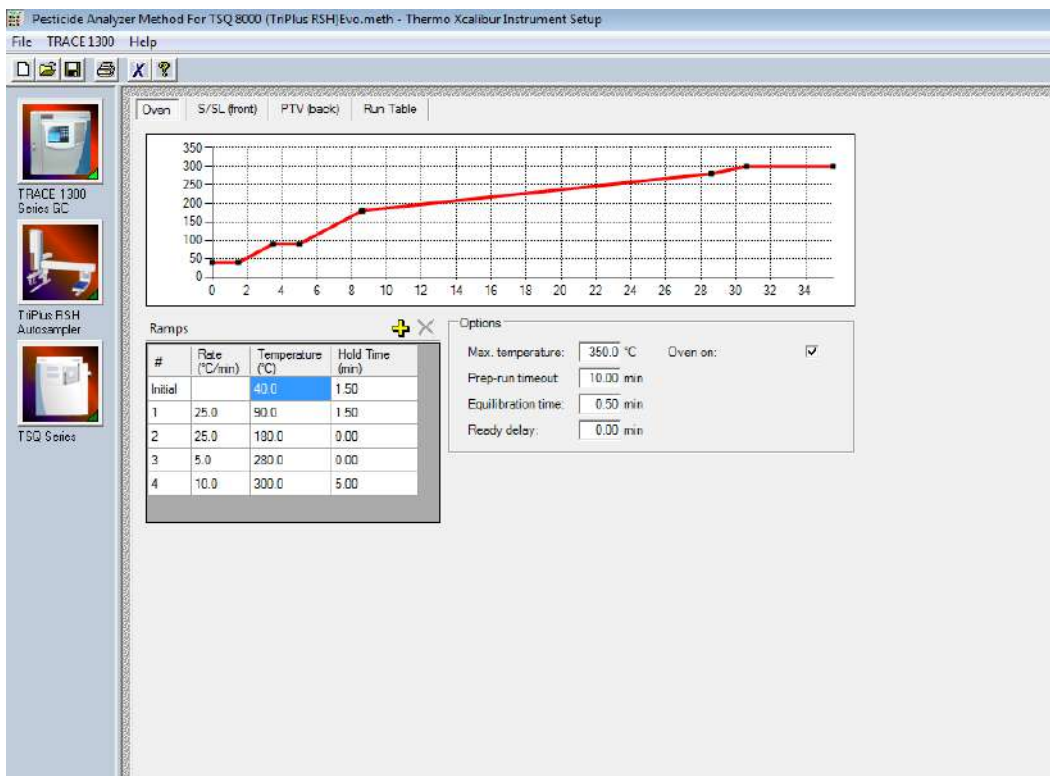 Pesticide Analyzer Method For TSQ 8000 (TriPlus RSH)Evo.meth - Thermo Xcalibur Instrument Setup
File TRACE 1300 Help
Oven S/SL (front) PTV (back) Run Table
350
300
250
200
150
100
50
0
0 2 4 6 8 10 12 14 16 18 20 22 24 26 28 30 32 34
TRACE 1300
Series GC
TriPlus RSH
Autosampler
TSQ Series
Ramps
# Rate (°C/min) Temperature (°C) Hold Time (min)
Initial 40.0 1.50
1 25.0 90.0 1.50
2 25.0 180.0 0.00
3 5.0 280.0 0.00
4 10.0 300.0 5.00
Options
Max. temperature: 350.0 °C Oven on:
Prep-run timeout: 10.00 min
Equilibration time: 0.50 min
Ready delay: 0.00 min